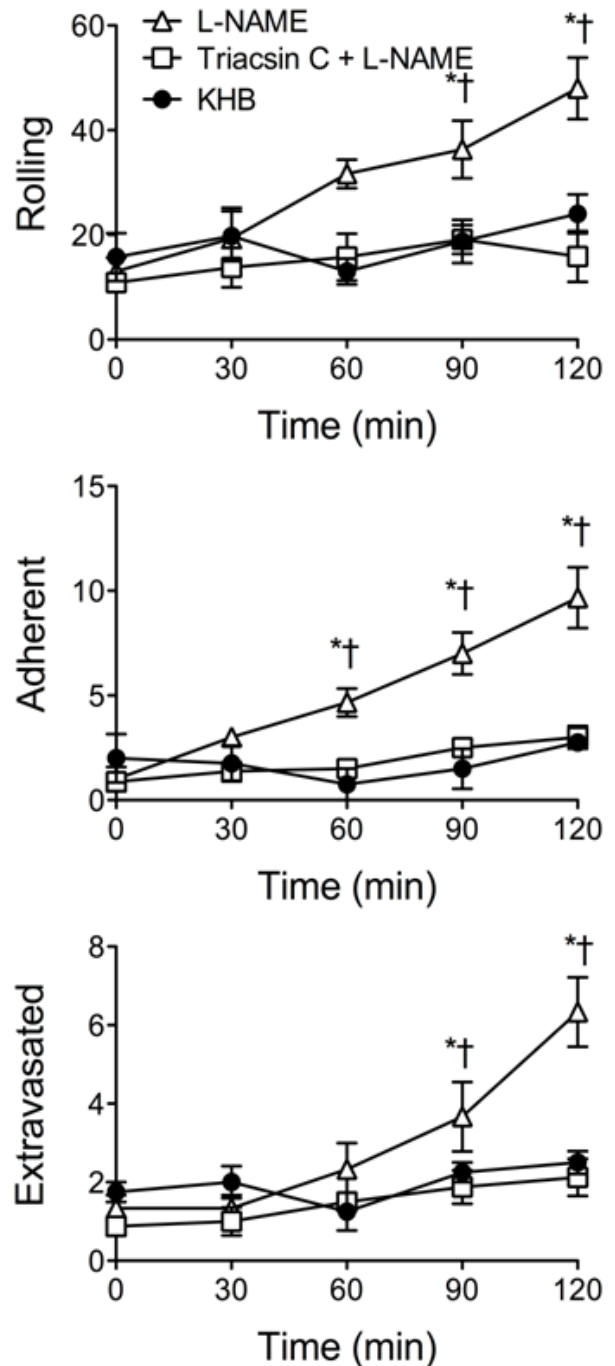 60
40
20
0
Rolling
L-NAME
Triacsin C + L-NAME
KHB
*†
*†
0 30 60 90 120
Time (min)
15
10
5
0
Adherent
*†
*†
*†
0 30 60 90 120
Time (min)
8
6
4
2
0
Extravasated
*†
*†
0 30 60 90 120
Time (min)